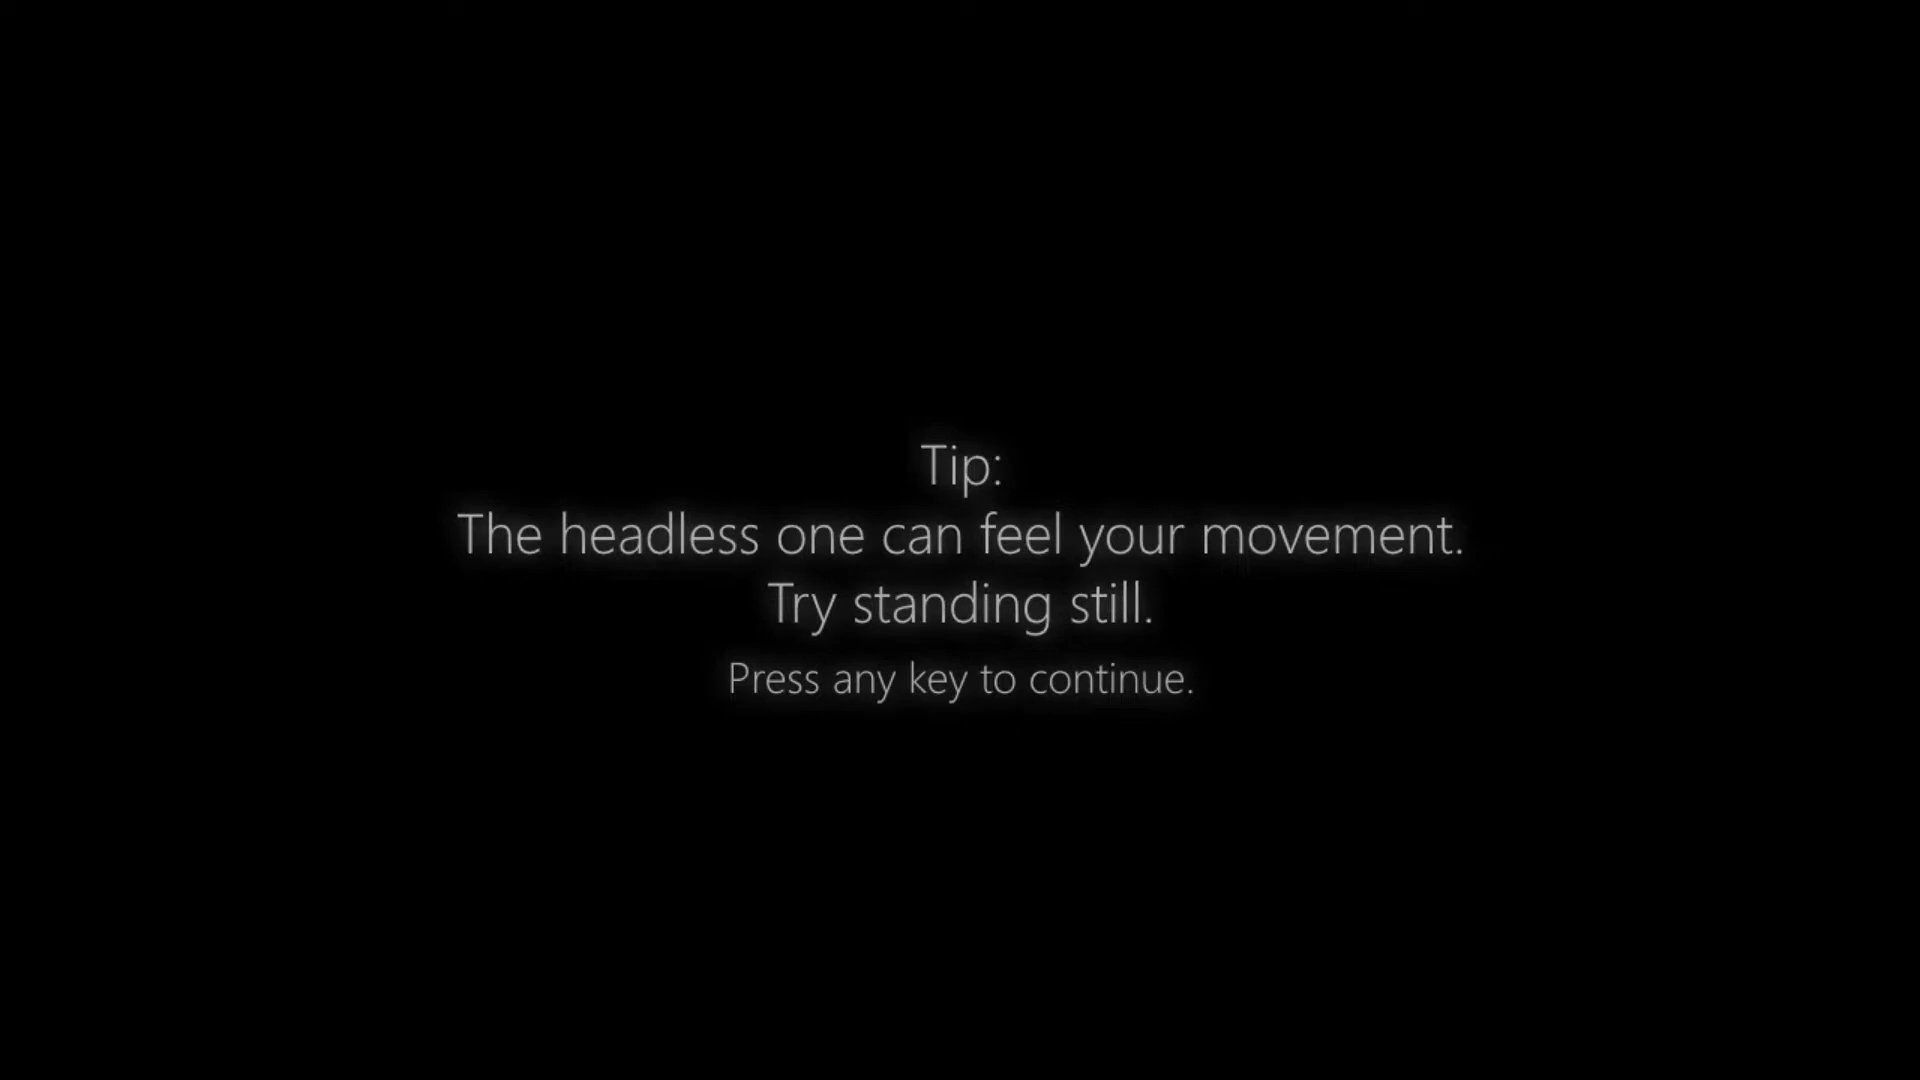 Tip:
The headless one can feel your movement.
Try standing still.
Press any key to continue.